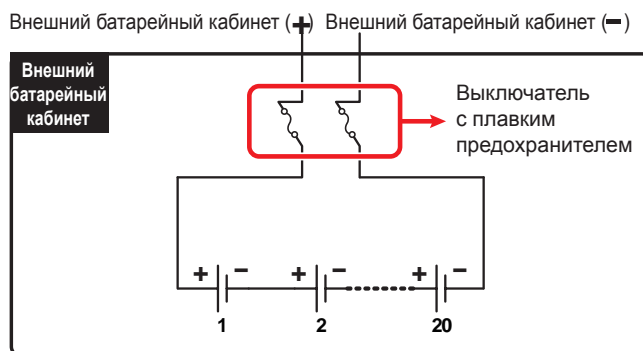 Внешний батарейный кабинет (+) Внешний батарейный кабинет (−)
Внешний
батарейный
кабинет
Выключатель
с плавким
предохранителем
+ − + − + −
1 2 20